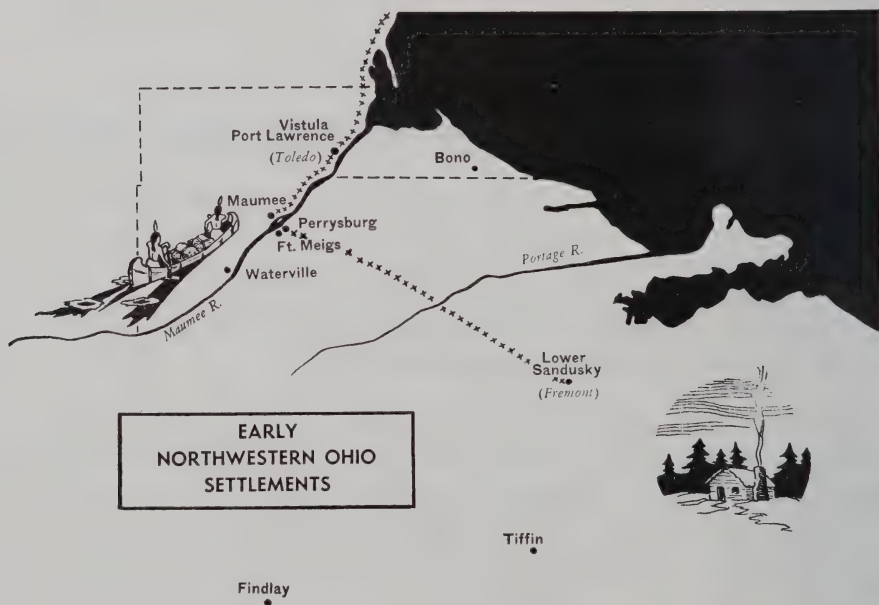 Vistula
Port Lawrence
(Toledo)
Bono
Maumee
Perrysburg
Ft. Meigs
Waterville
Maumee R.
Portage R.
Lower
Sandusky
(Fremont)
EARLY
NORTHWESTERN OHIO
SETTLEMENTS
Tiffin
Findlay